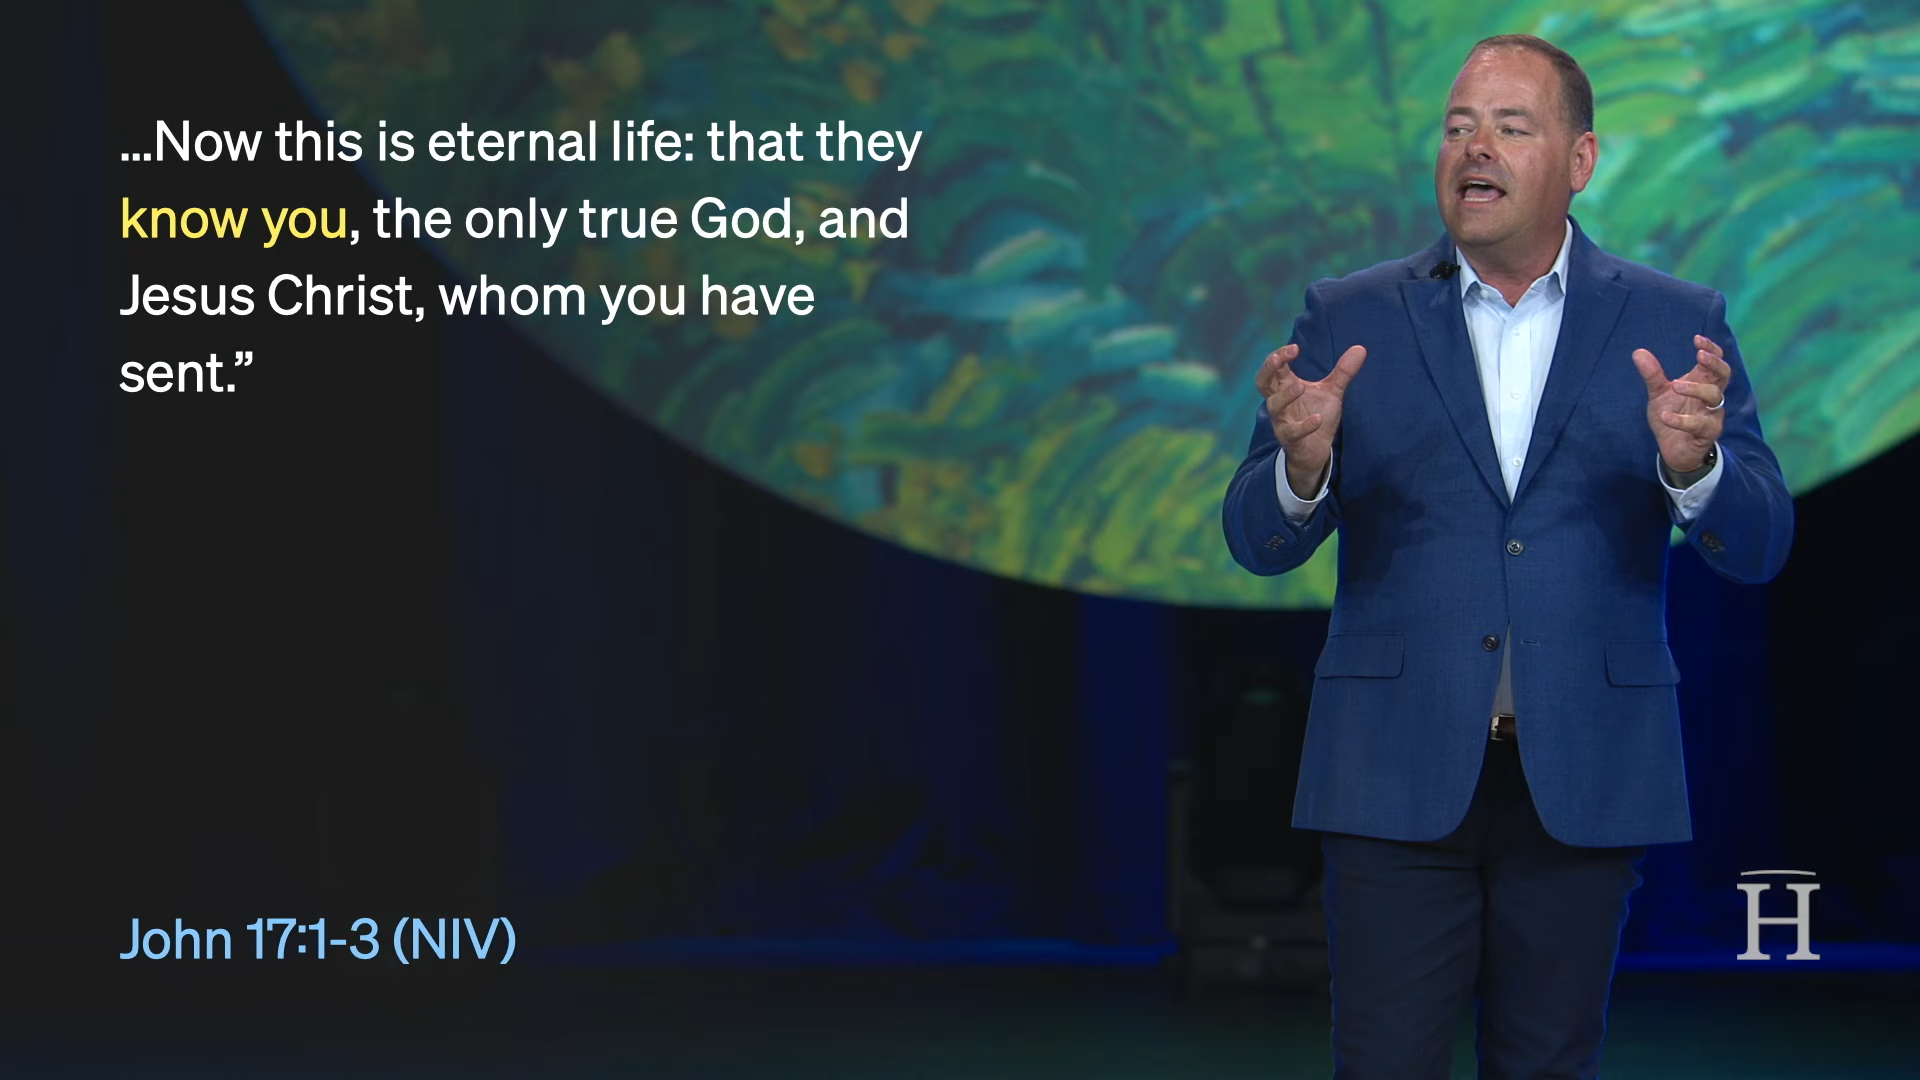 ...Now this is eternal life: that they
know you, the only true God, and
Jesus Christ, whom you have
sent.”
John 17:1-3 (NIV)
H